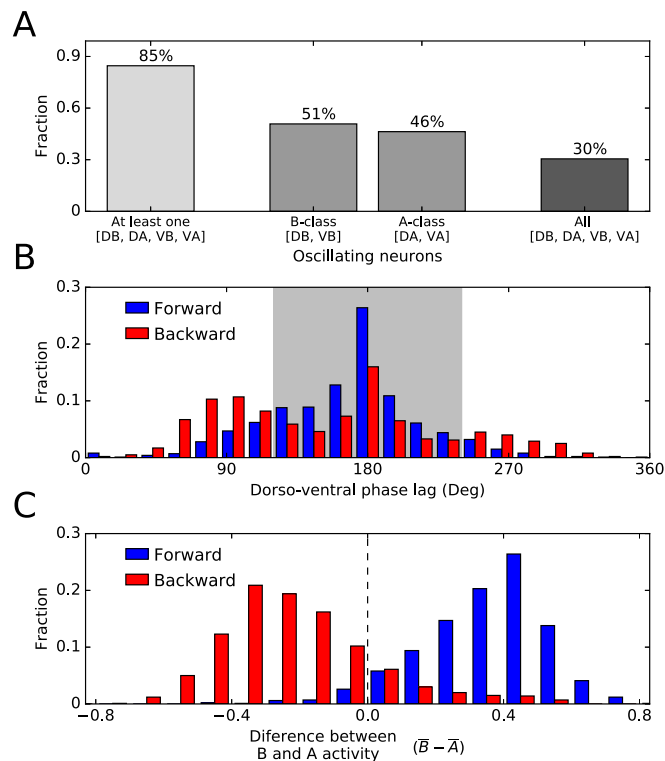 A
0.9
0.6
0.3
0
Fraction
85%
51%
46%
30%
At least one
[DB, DA, VB, VA]
B-class
[DB, VB]
A-class
[DA, VA]
All
[DB, DA, VB, VA]
Oscillating neurons
B
0.3
0.2
0.1
0
Fraction
Forward
Backward
0
90
180
270
360
Dorso-ventral phase lag (Deg)
C
0.3
0.2
0.1
0
Fraction
Forward
Backward
−0.8
−0.4
0.0
0.4
0.8
Diference between
B and A activity (B̅ − A̅)